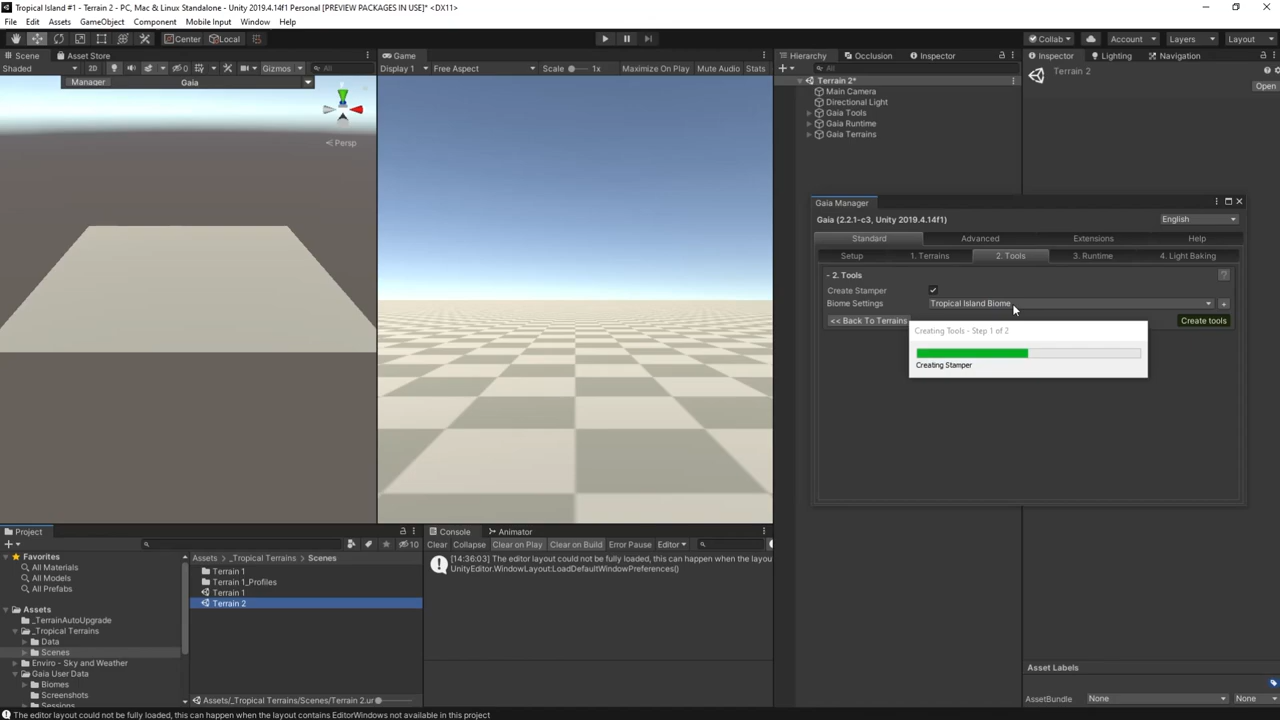 Tropical Island #1 - Terrain 2 - PC, Mac & Linux Standalone - Unity 2019.4.14f1 Personal [PREVIEW PACKAGES IN USE]* <DX11>
File Edit Assets GameObject Component Mobile Input Window Help
Center Local
Collab Account Layers Layout
Scene Asset Store
Game
Hierarchy Occlusion Inspector
Inspector Lighting Navigation
Shaded 2D 0 Gizmos All
Display 1 Free Aspect Scale 1x Maximize On Play Mute Audio Stats
All
Terrain 2
Open
Manager Gaia
Persp
Terrain 2*
Main Camera
Directional Light
Gaia Tools
Gaia Runtime
Gaia Terrains
Gaia Manager
Gaia (2.2.1-c3, Unity 2019.4.14f1)
English
Standard Advanced Extensions Help
Setup 1. Terrains 2. Tools 3. Runtime 4. Light Baking
- 2. Tools
?
Create Stamper
Biome Settings Tropical Island Biome
+
<< Back To Terrains
Create tools
Creating Tools - Step 1 of 2
Creating Stamper
Project
10
Favorites
All Materials
All Models
All Prefabs
Assets
_TerrainAutoUpgrade
_Tropical Terrains
Data
Scenes
Enviro - Sky and Weather
Gaia User Data
Biomes
Screenshots
Assets _Tropical Terrains Scenes
Terrain 1
Terrain 1_Profiles
Terrain 1
Terrain 2
Assets/_Tropical Terrains/Scenes/Terrain 2.un
Console Animator
Clear Collapse Clear on Play Clear on Build Error Pause Editor
[14:36:03] The editor layout could not be fully loaded, this can happen when the layou
UnityEditor.WindowLayout:LoadDefaultWindowPreferences()
Asset Labels
AssetBundle None None
The editor layout could not be fully loaded, this can happen when the layout contains EditorWindows not available in this project